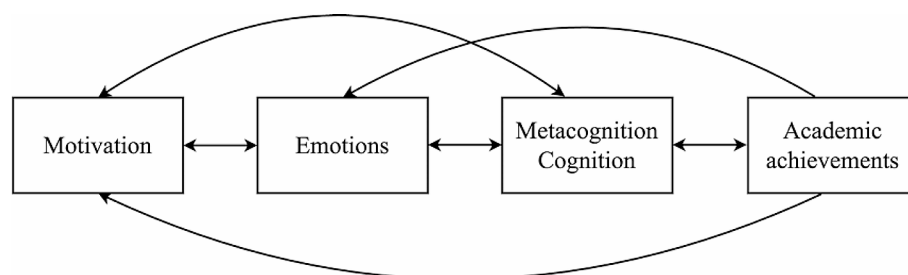 Motivation
Emotions
Metacognition
Cognition
Academic
achievements